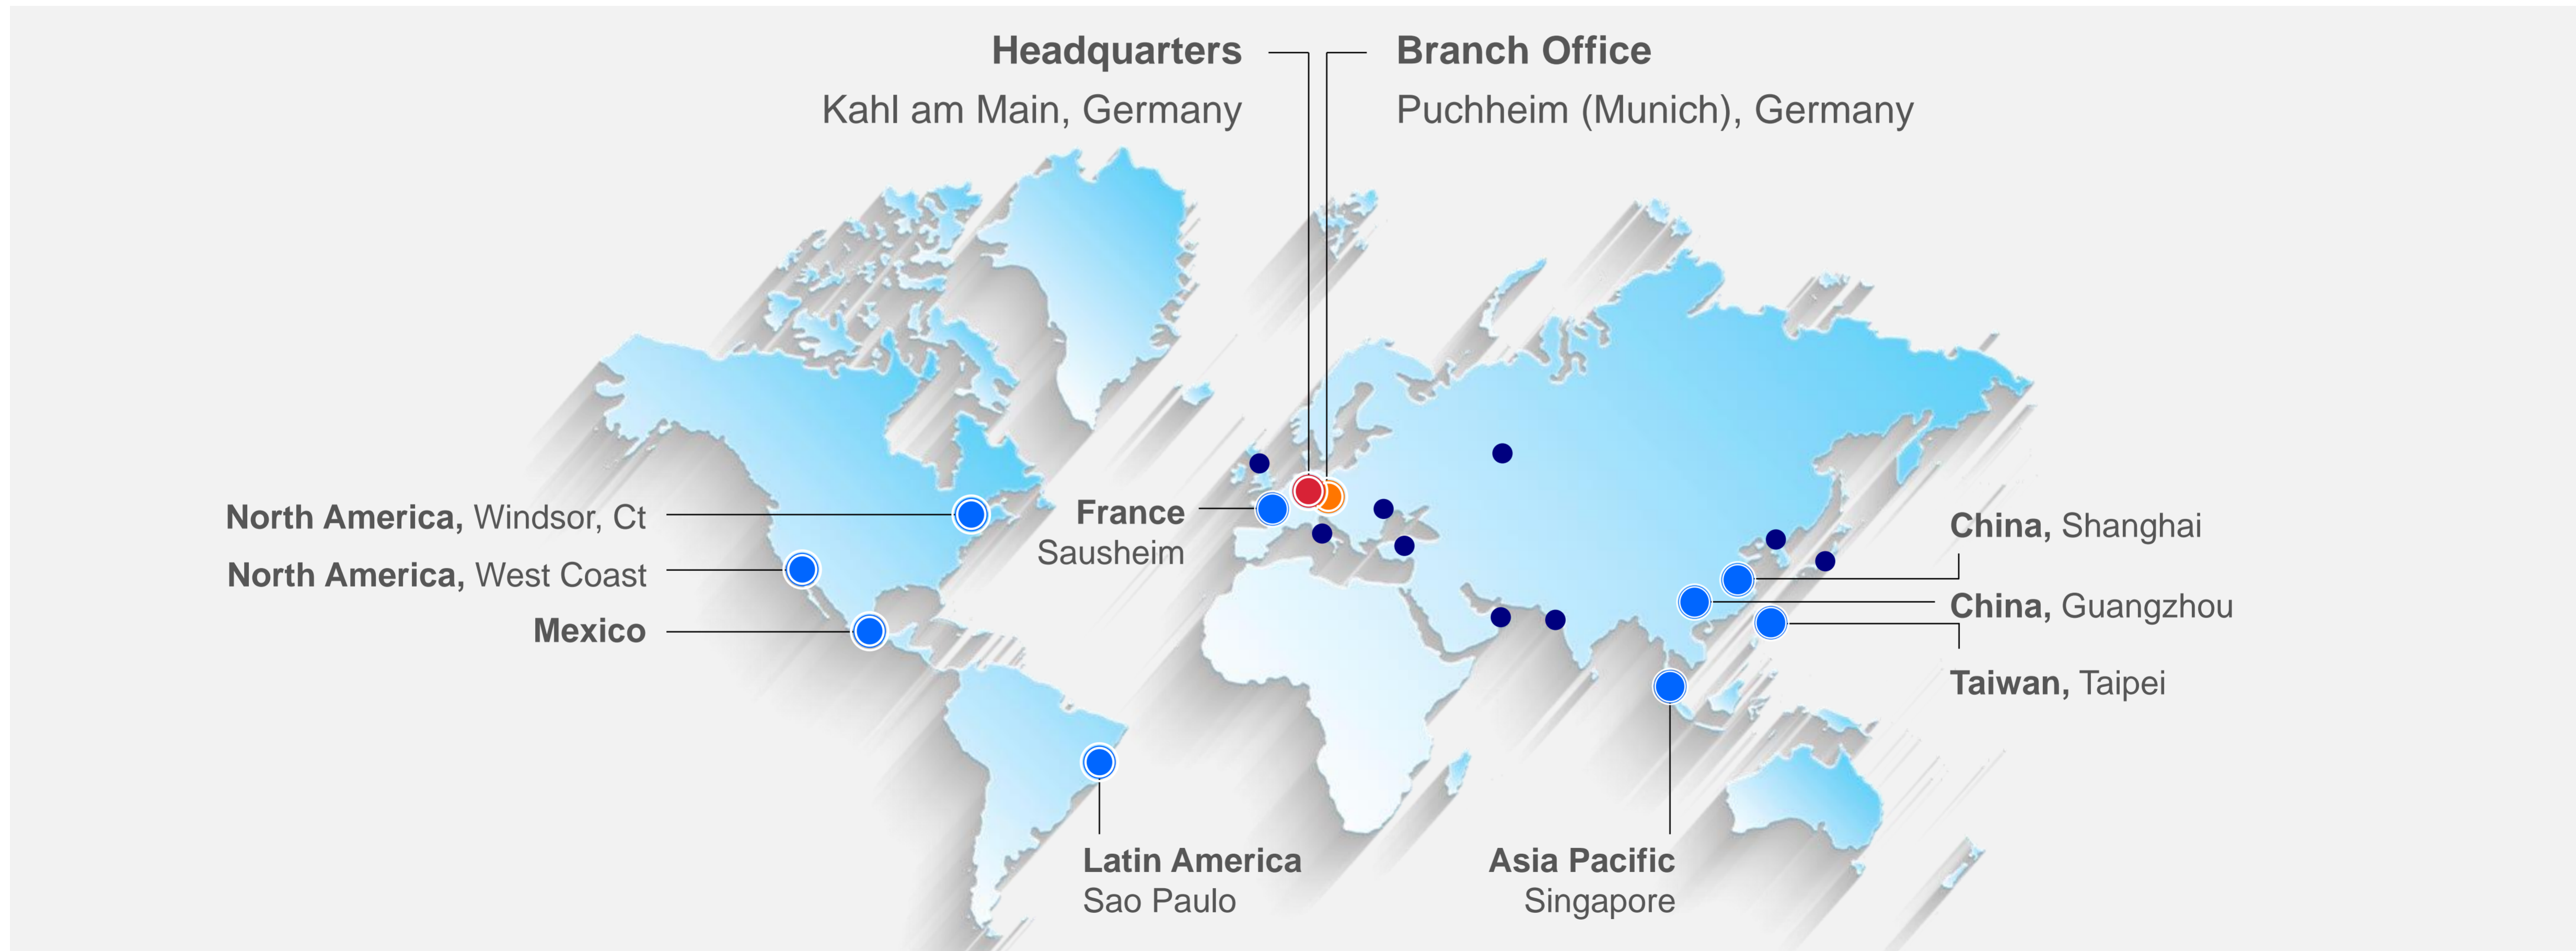 Headquarters
Kahl am Main, Germany
Branch Office
Puchheim (Munich), Germany
North America, Windsor, Ct
North America, West Coast
Mexico
France
Sausheim
China, Shanghai
China, Guangzhou
Taiwan, Taipei
Latin America
Sao Paulo
Asia Pacific
Singapore